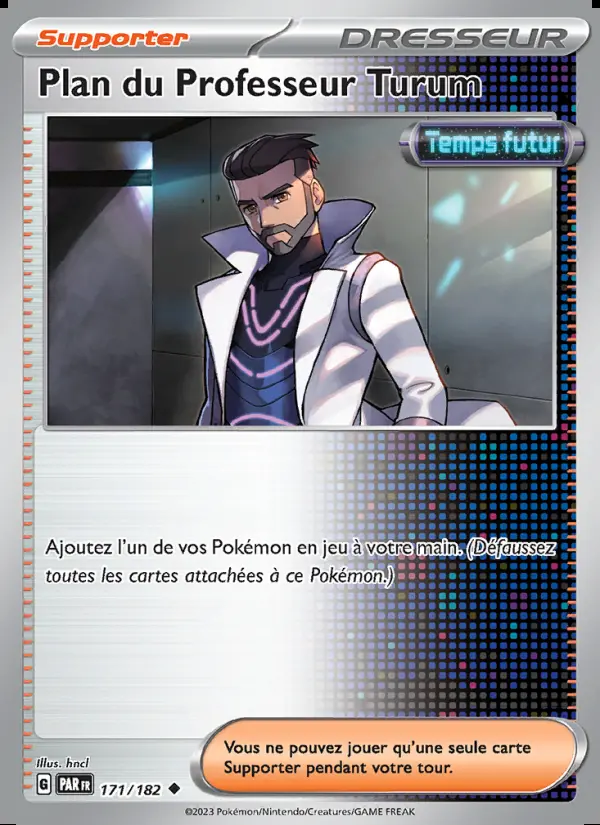 Supporter
DRESSEUR
Plan du Professeur Turum
Temps futur
Ajoutez l'un de vos Pokémon en jeu à votre main. (Défaussez
toutes les cartes attachées à ce Pokémon.)
Vous ne pouvez jouer qu'une seule carte
Supporter pendant votre tour.
Illus. hncl
G PAR FR 171/182
©2023 Pokémon/Nintendo/Creatures/GAME FREAK